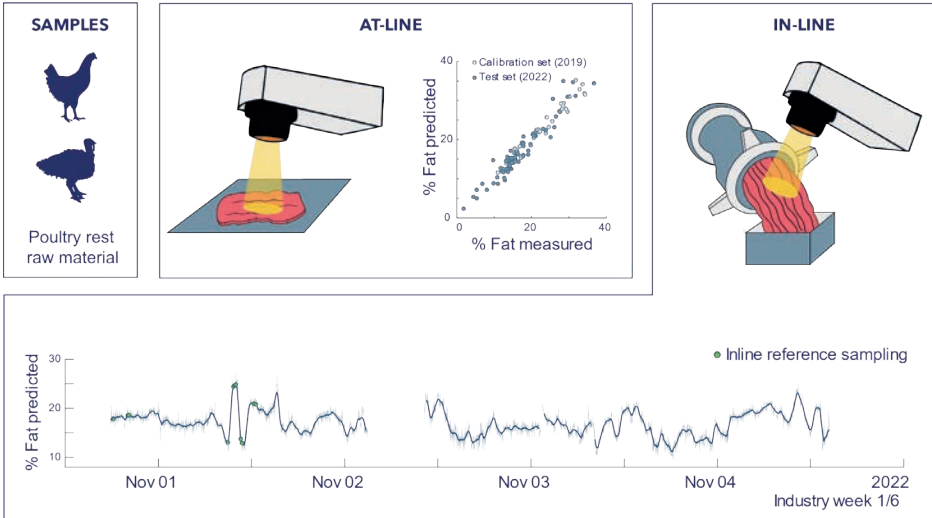 SAMPLES
Poultry rest
raw material
AT-LINE
Calibration set (2019)
Test set (2022)
% Fat predicted
40
20
0
0
20
40
% Fat measured
IN-LINE
Inline reference sampling
% Fat predicted
30
20
10
Nov 01
Nov 02
Nov 03
Nov 04
2022
Industry week 1/6